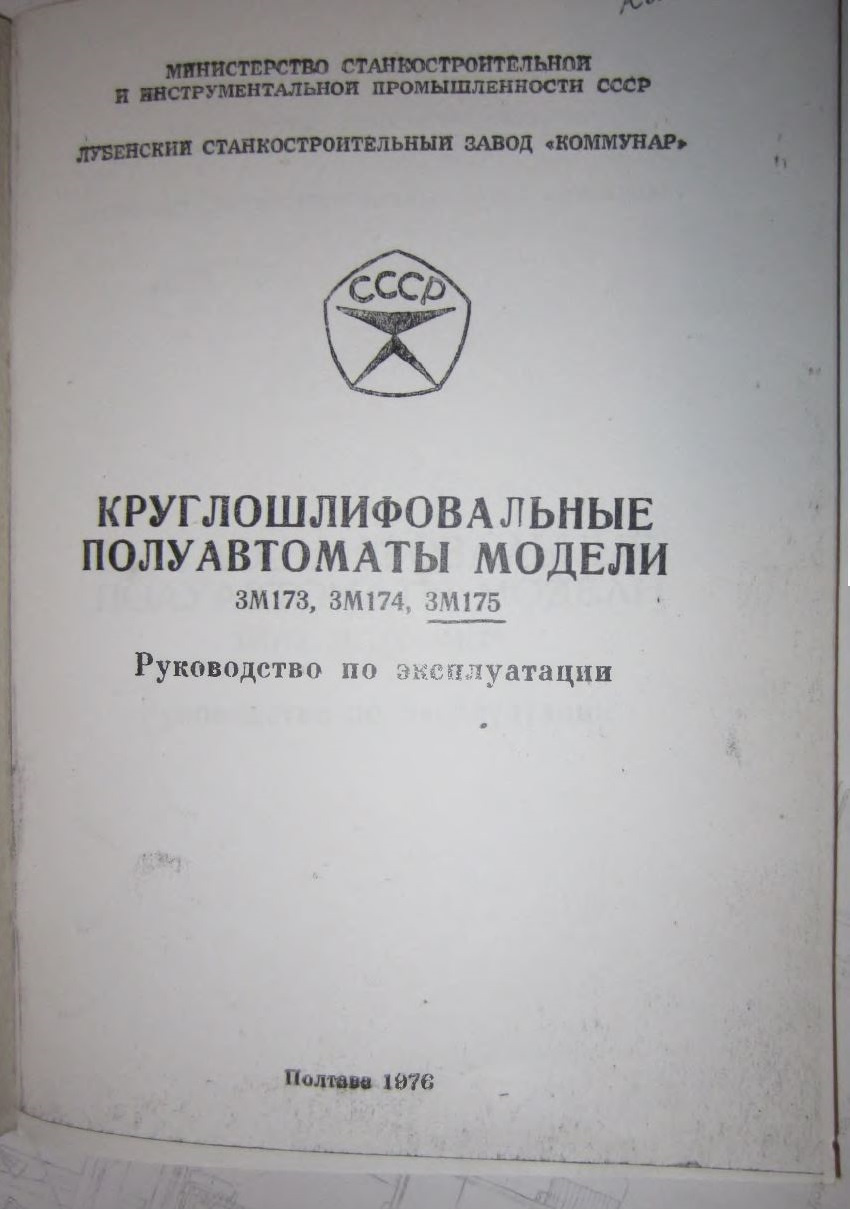 МИНИСТЕРСТВО СТАНКОСТРОИТЕЛЬНОЙ
И ИНСТРУМЕНТАЛЬНОЙ ПРОМЫШЛЕННОСТИ СССР
ЛУБЕНСКИЙ СТАНКОСТРОИТЕЛЬНЫЙ ЗАВОД «КОММУНАР»
СССР
КРУГЛОШЛИФОВАЛЬНЫЕ
ПОЛУАВТОМАТЫ МОДЕЛИ
3М173, 3М174, 3М175
Руководство по эксплуатации
Полтава 1976